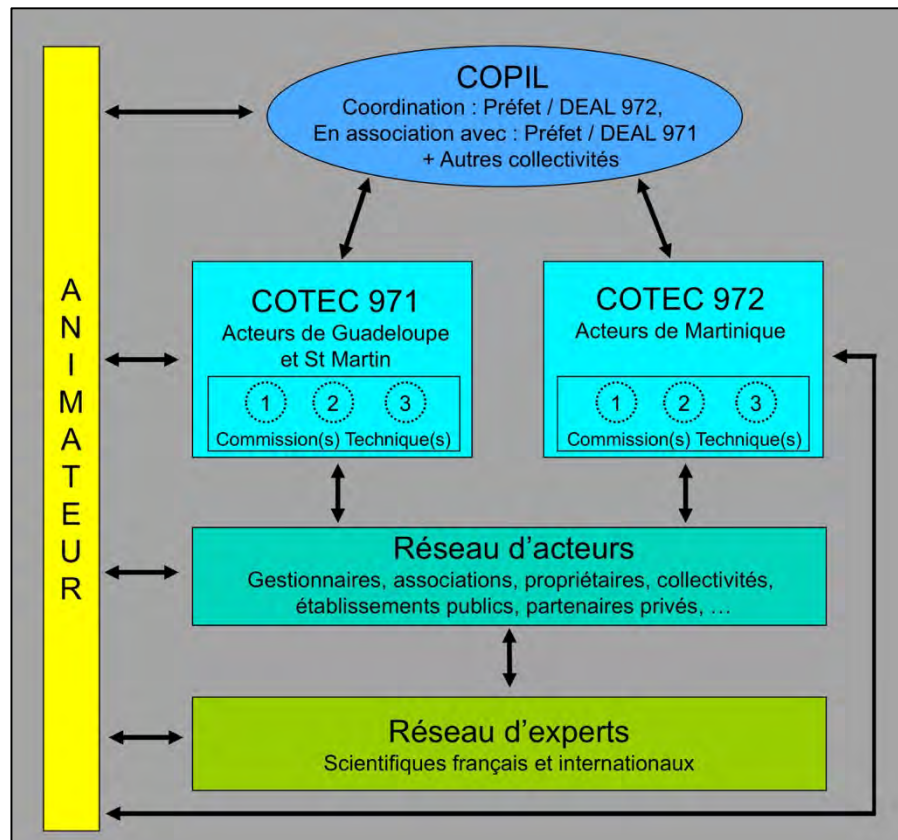 ANIMATEUR
COPIL
Coordination : Préfet / DEAL 972,
En association avec : Préfet / DEAL 971
+ Autres collectivités
COTEC 971
Acteurs de Guadeloupe
et St Martin
1 2 3
Commission(s) Technique(s)
COTEC 972
Acteurs de Martinique
1 2 3
Commission(s) Technique(s)
Réseau d'acteurs
Gestionnaires, associations, propriétaires, collectivités,
établissements publics, partenaires privés, …
Réseau d'experts
Scientifiques français et internationaux